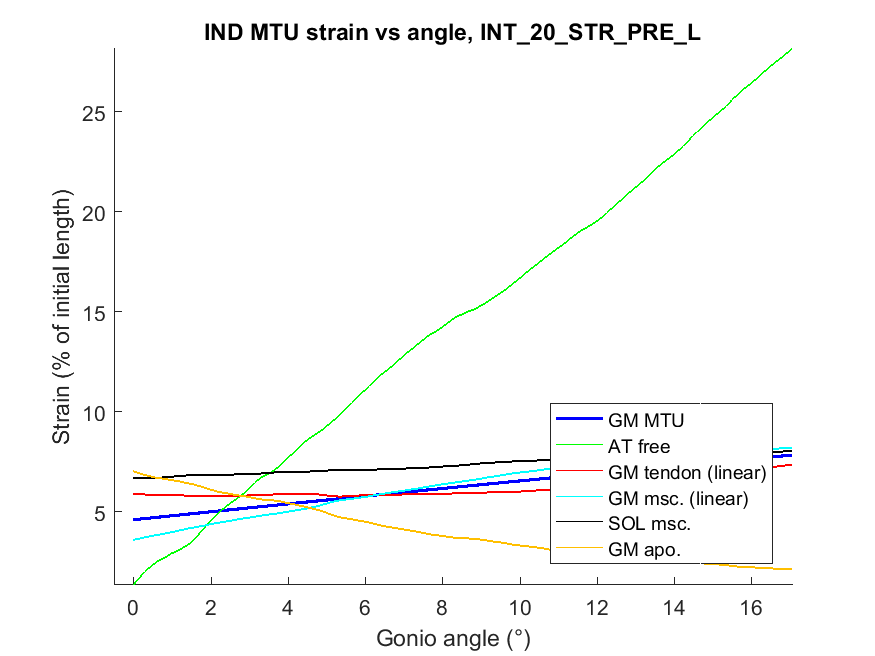 IND MTU strain vs angle, INT_20_STR_PRE_L
Strain (% of initial length)
25
20
15
10
5
GM MTU
AT free
GM tendon (linear)
GM msc. (linear)
SOL msc.
GM apo.
0 2 4 6 8 10 12 14 16
Gonio angle (°)